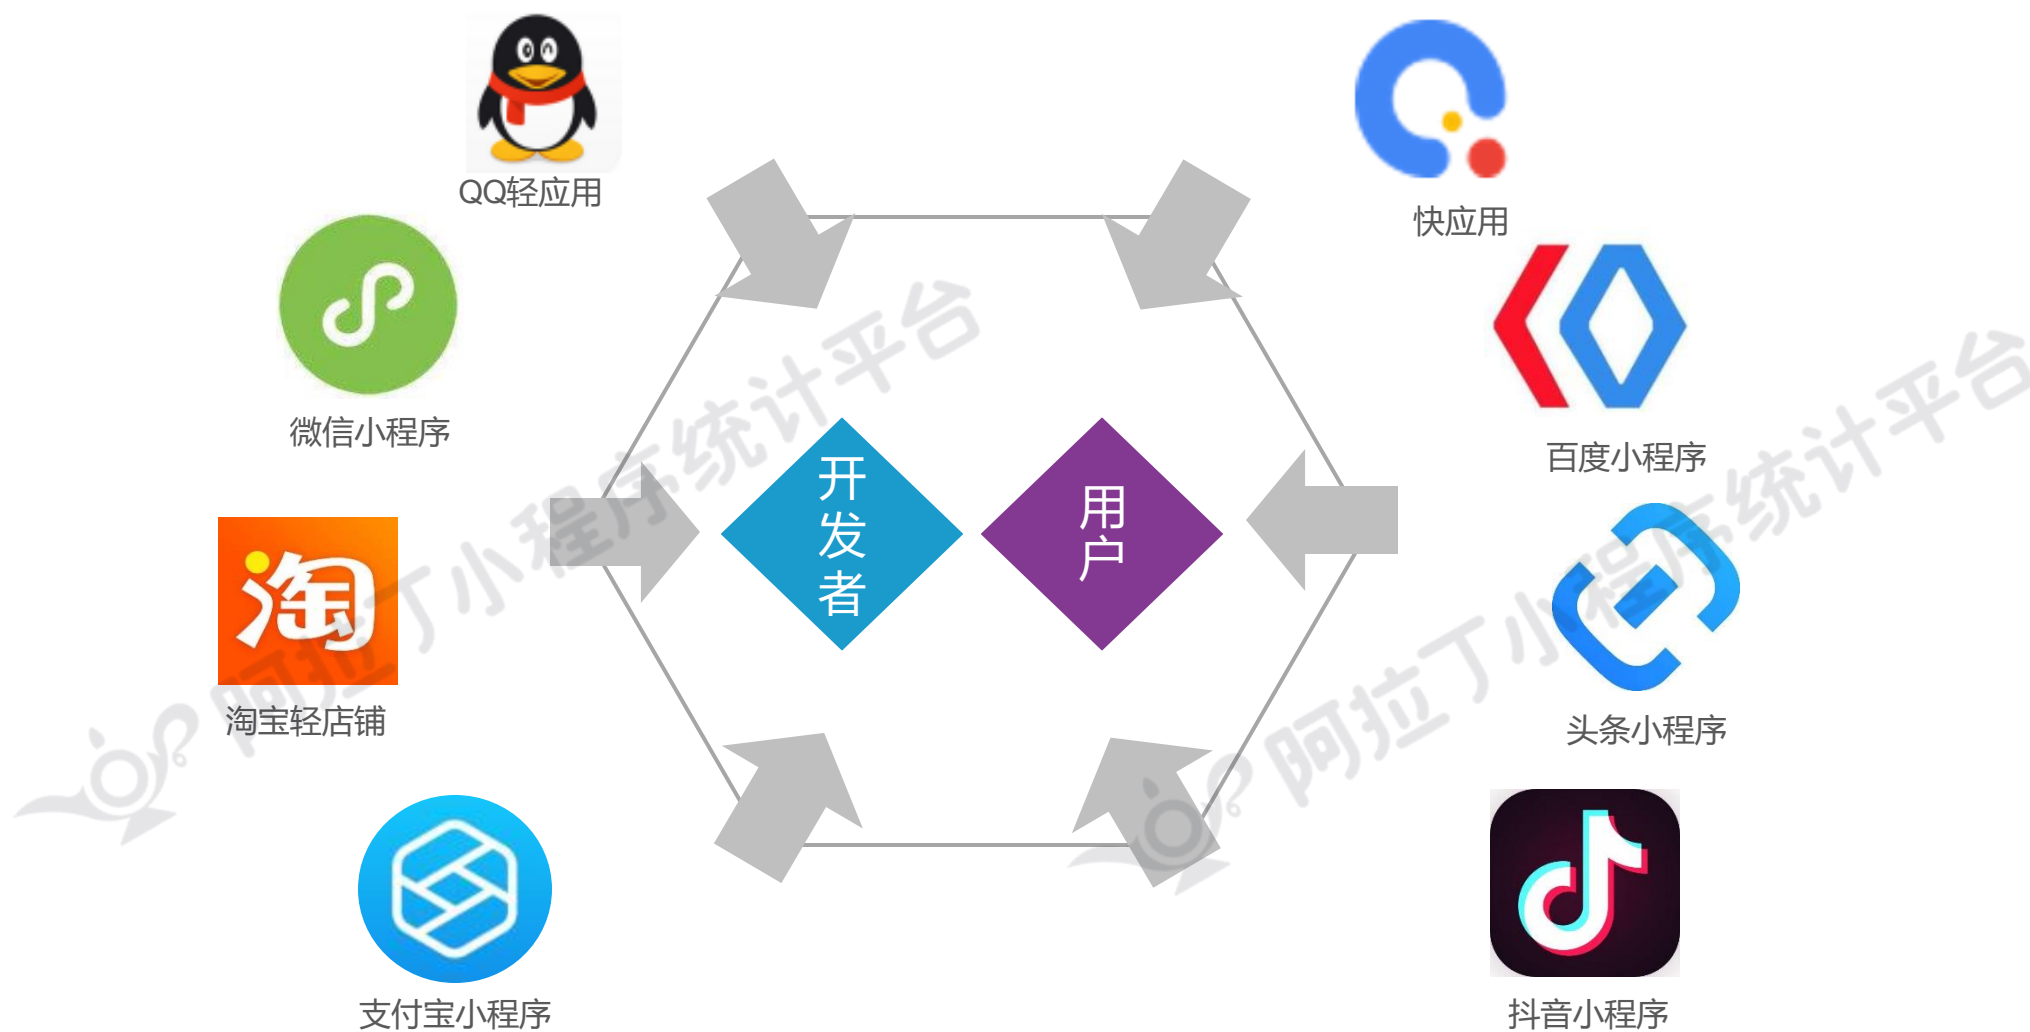 QQ轻应用
快应用
微信小程序
百度小程序
开发者
用户
淘
淘宝轻店铺
头条小程序
支付宝小程序
抖音小程序
阿拉丁小程序统计平台
阿拉丁小程序统计平台